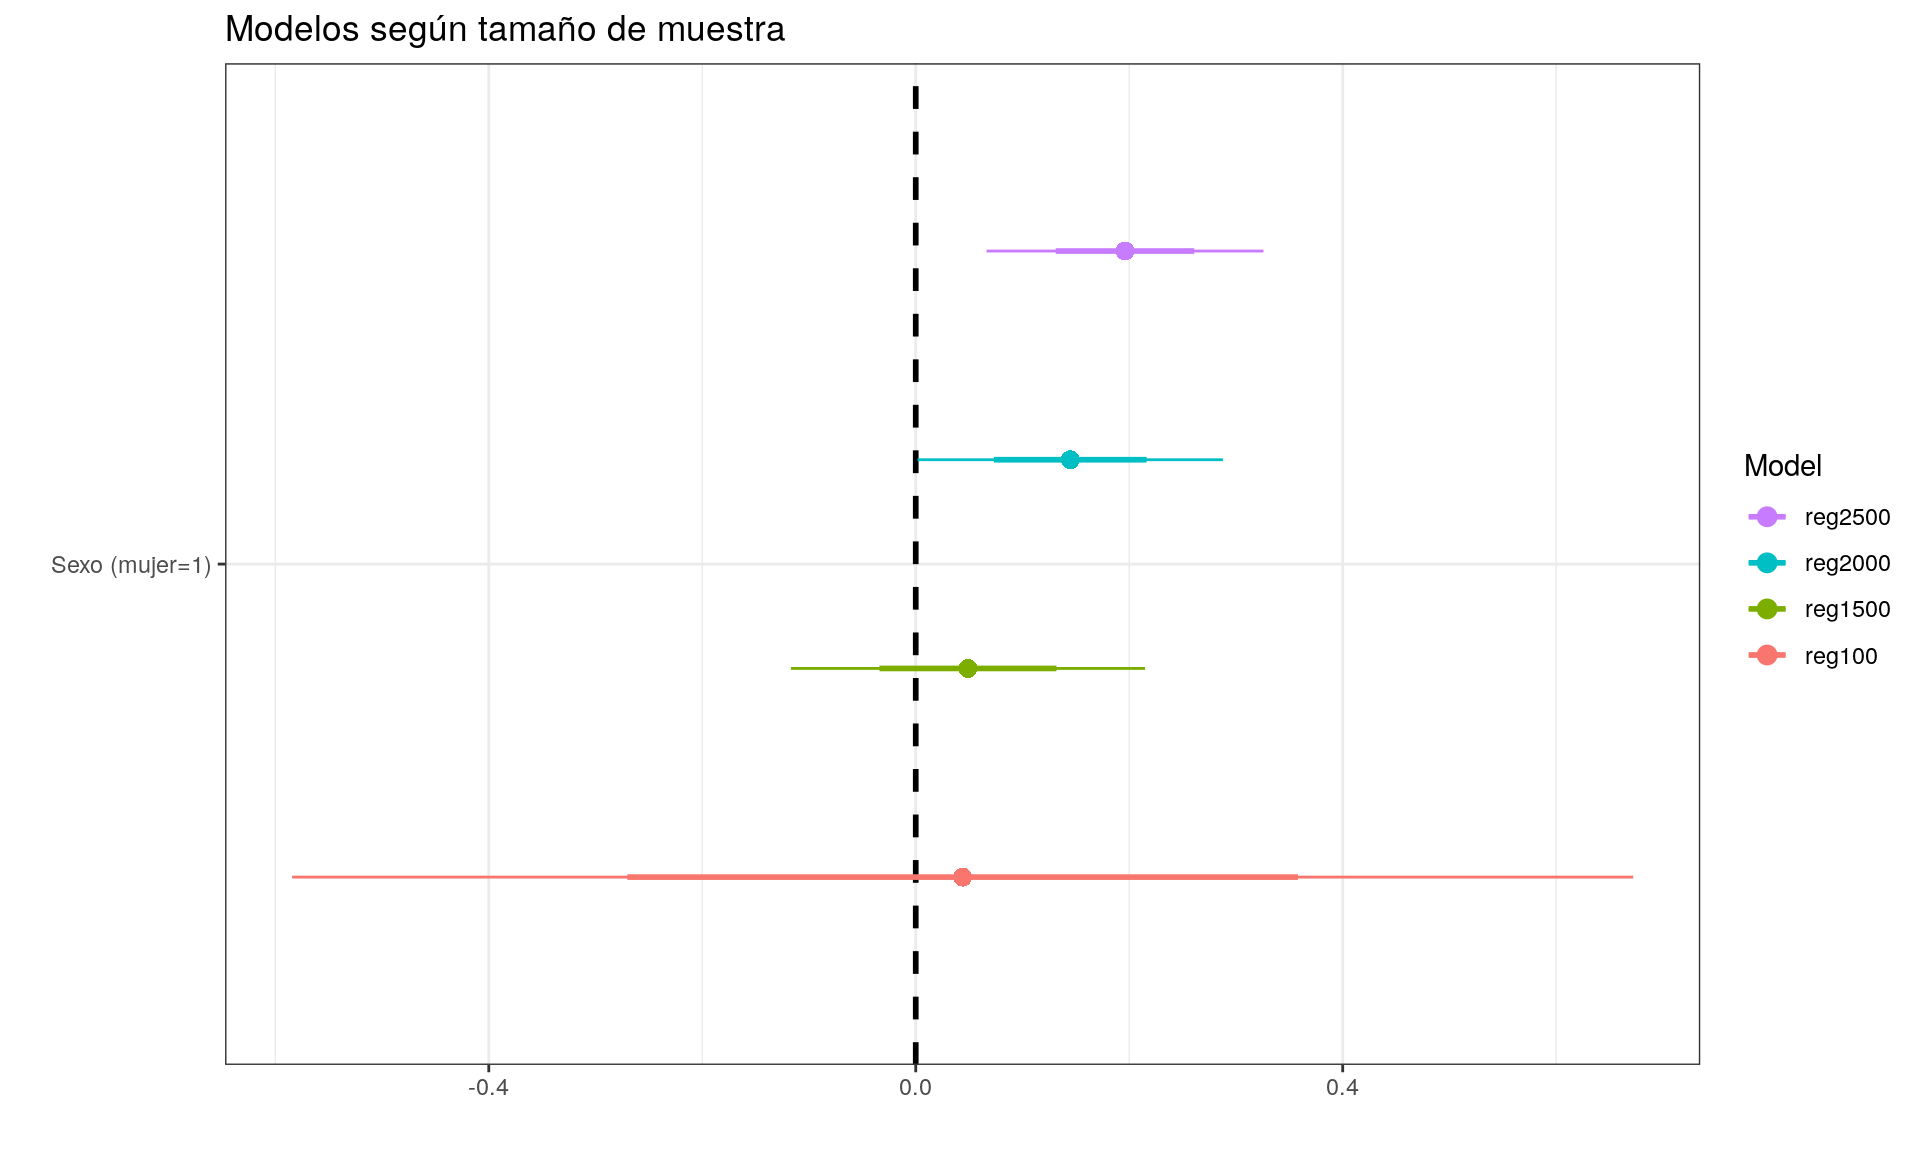 Modelos según tamaño de muestra
Sexo (mujer=1)
-0.4
0.0
0.4
Model
reg2500
reg2000
reg1500
reg100